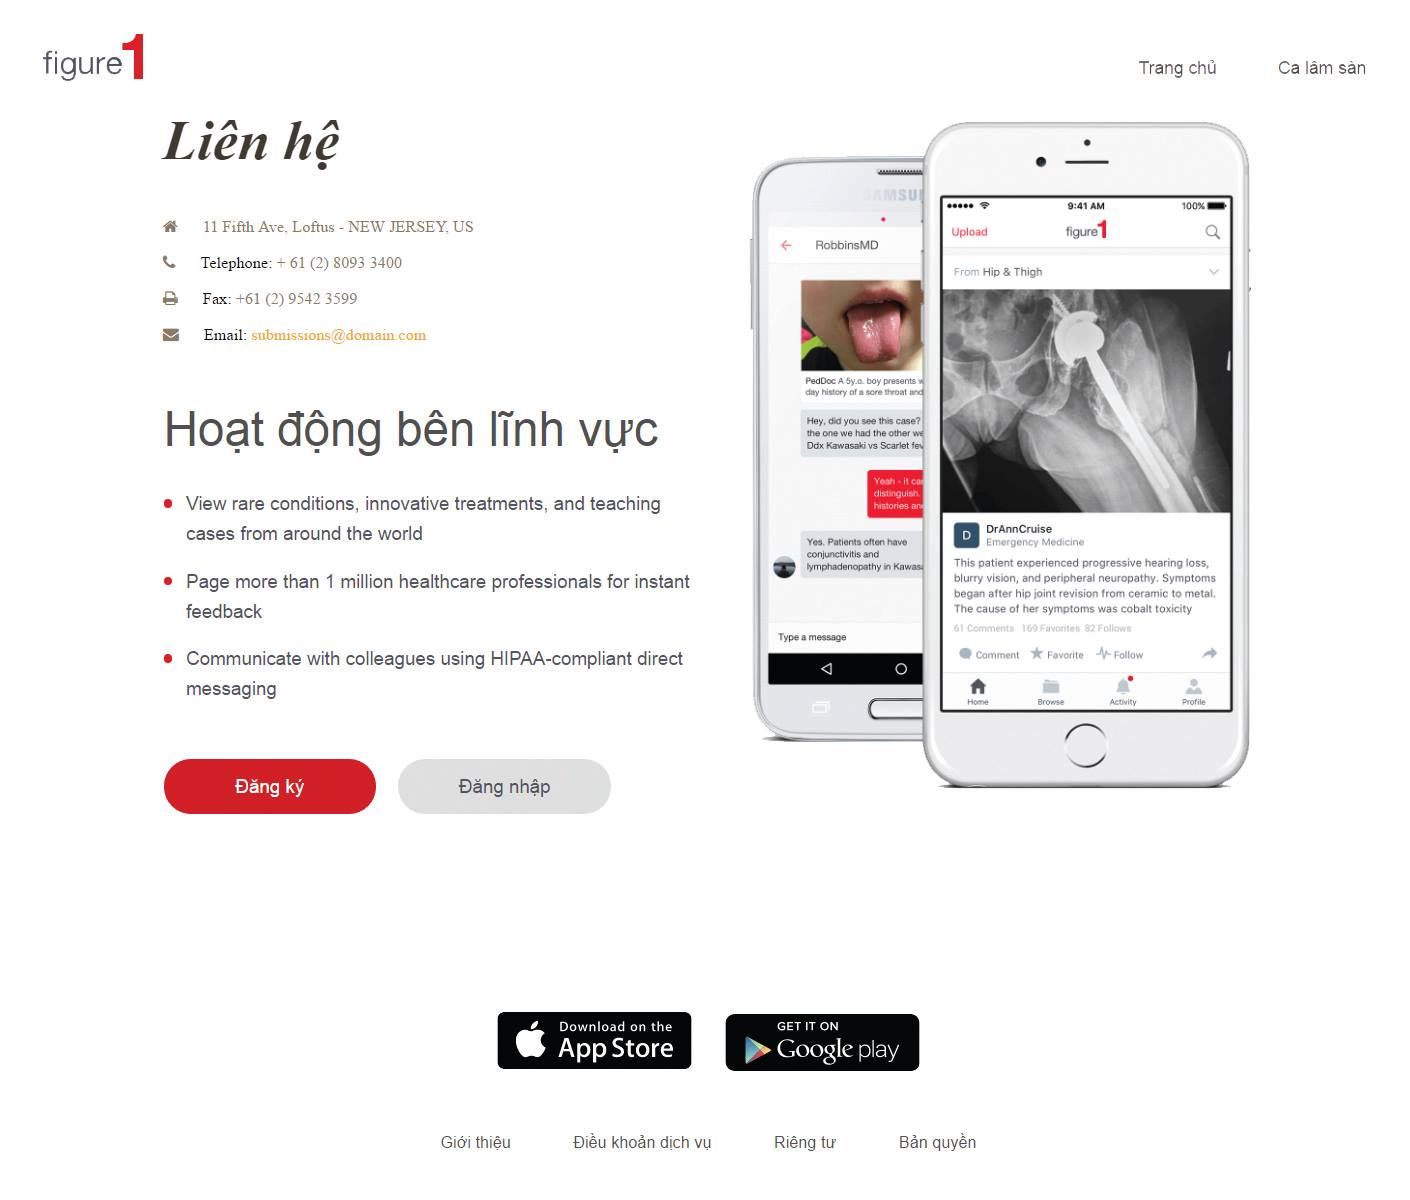 figure1
Trang chủ
Ca lâm sàn
Liên hệ
11 Fifth Ave, Loftus - NEW JERSEY, US
Telephone: + 61 (2) 8093 3400
Fax: +61 (2) 9542 3599
Email: submissions@domain.com
Hoạt động bên lĩnh vực
View rare conditions, innovative treatments, and teaching
cases from around the world
Page more than 1 million healthcare professionals for instant
feedback
Communicate with colleagues using HIPAA-compliant direct
messaging
Đăng ký
Đăng nhập
RobbinsMD
PedDoc A 5y.o. boy presents
day history of a sore throat and
Hey, did you see this case?
the one we had the other
Ddx Kawasaki vs Scarlet
Yeah - it
distinguish.
histories
Yes. Patients often have
conjunctivitis and
lymphadenopathy in
Type a message
9:41 AM
100%
Upload
figure1
From Hip & Thigh
D
DrAnnCruise
Emergency Medicine
This patient experienced progressive hearing loss,
blurry vision, and peripheral neuropathy. Symptoms
began after hip joint revision from ceramic to metal.
The cause of her symptoms was cobalt toxicity
61 Comments 169 Favorites 82 Follows
Comment Favorite Follow
Home Browse Activity Profile
Download on the
App Store
GET IT ON
Google play
Giới thiệu
Điều khoản dịch vụ
Riêng tư
Bản quyền